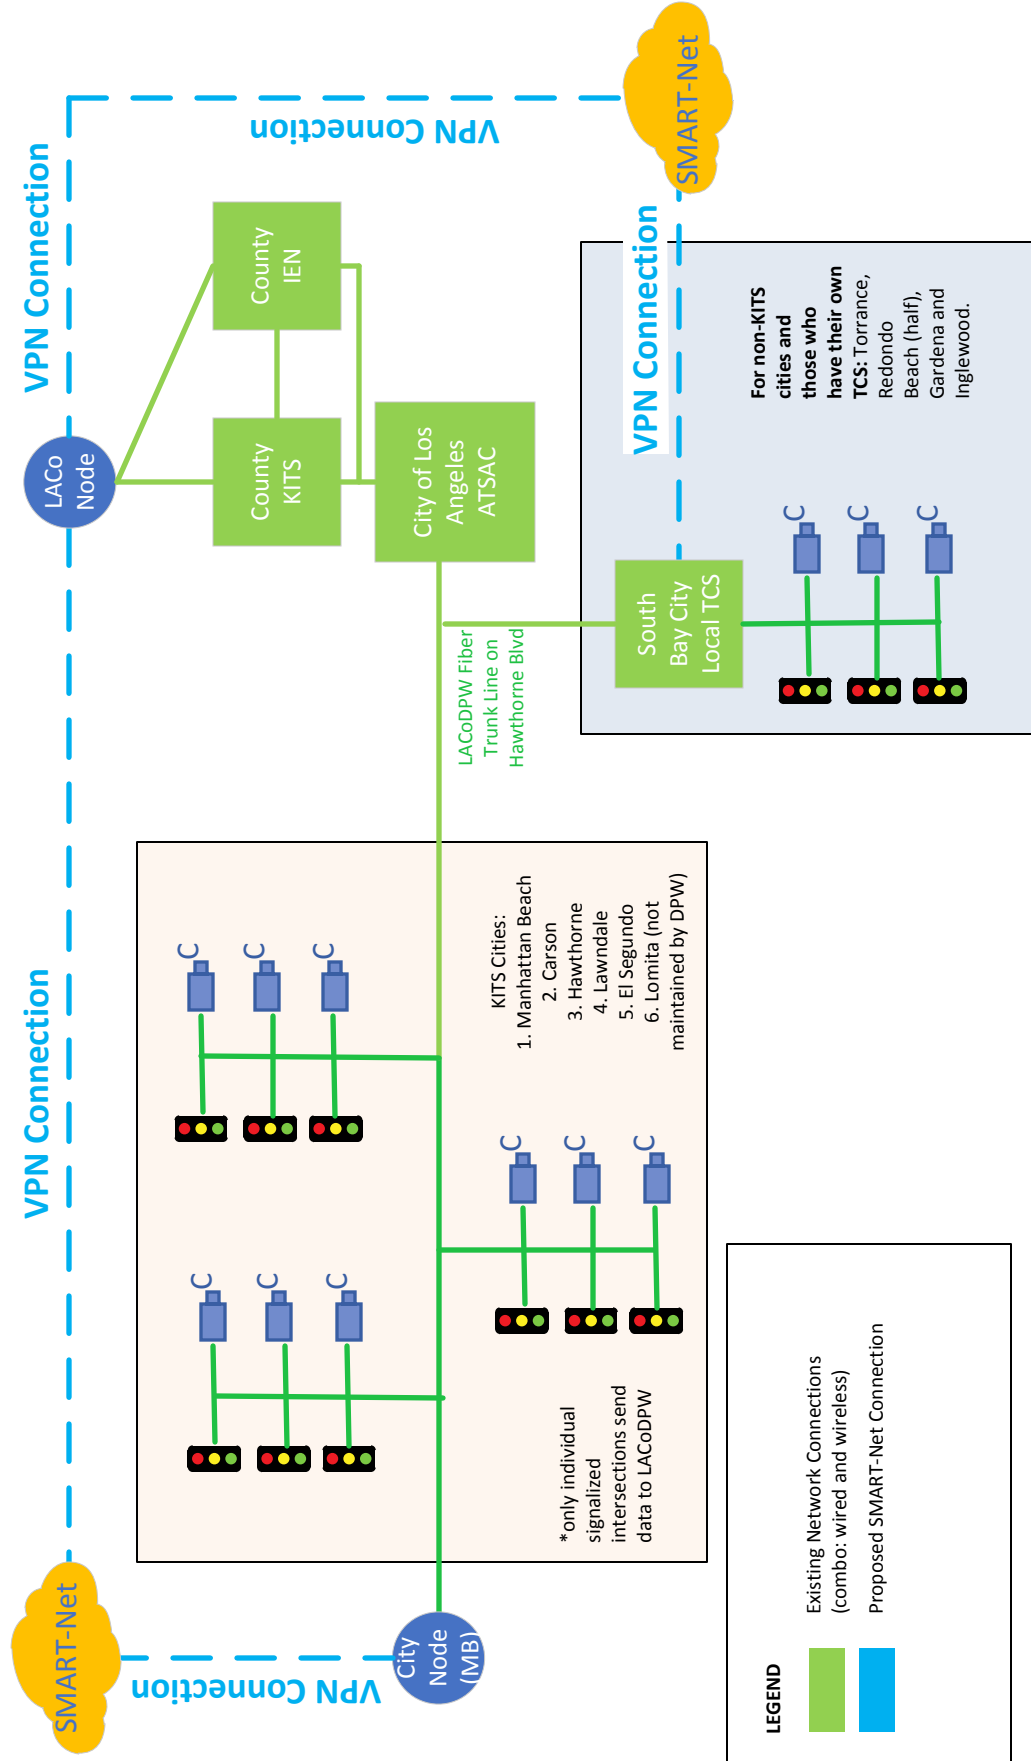 SMART-Net
VPN Connection
LACo
Node
VPN Connection
VPN Connection
VPN Connection
City
Node
(MB)
C
C
C
C
C
C
C
C
C
*only individual
signalized
intersections send
data to LACoDPW
KITS Cities:
1. Manhattan Beach
2. Carson
3. Hawthorne
4. Lawndale
5. El Segundo
6. Lomita (not
maintained by DPW)
LACoDPW Fiber
Trunk Line on
Hawthorne Blvd
County
KITS
County
IEN
City of Los
Angeles
ATSAC
South
Bay City
Local TCS
VPN Connection
SMART-Net
C
C
C
For non-KITS
cities and
those who
have their own
TCS: Torrance,
Redondo
Beach (half),
Gardena and
Inglewood.
LEGEND
Existing Network Connections
(combo: wired and wireless)
Proposed SMART-Net Connection